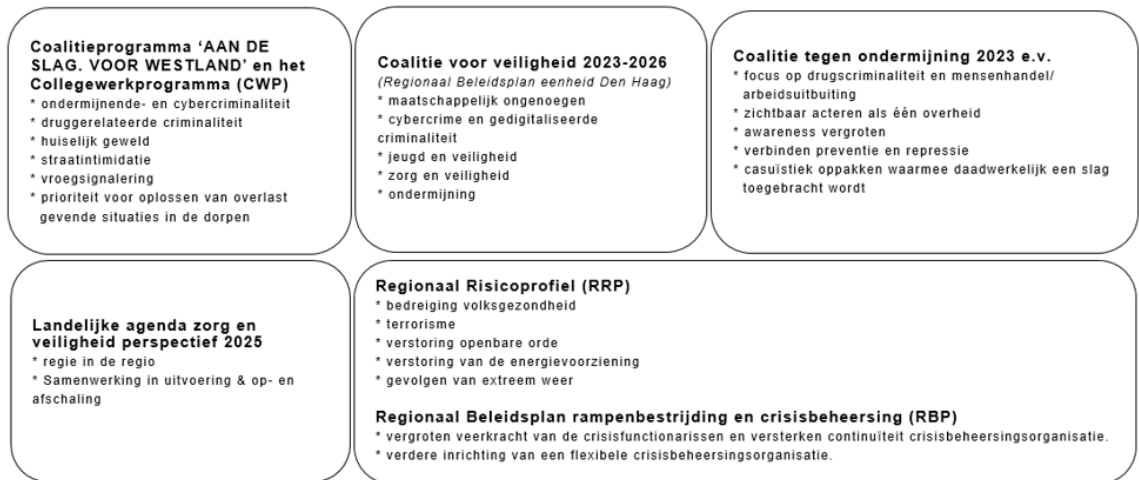 Coalitieprogramma ‘AAN DE
SLAG. VOOR WESTLAND’ en het
Collegewerkprogramma (CWP)
* ondermijnende- en cybercriminaliteit
* druggerelateerde criminaliteit
* huiselijk geweld
* straatintimidatie
* vroegsignalering
* prioriteit voor oplossen van overlast
gevende situaties in de dorpen
Coalitie voor veiligheid 2023-2026
(Regionaal Beleidsplan eenheid Den Haag)
* maatschappelijk ongenoegen
* cybercrime en gedigitaliseerde
criminaliteit
* jeugd en veiligheid
* zorg en veiligheid
* ondermijning
Coalitie tegen ondermijning 2023 e.v.
* focus op drugscriminaliteit en mensenhandel/
arbeidsuitbuiting
* zichtbaar acteren als één overheid
* awareness vergroten
* verbinden preventie en repressie
* casuïstiek oppakken waarmee daadwerkelijk een slag
toegebracht wordt
Landelijke agenda zorg en
veiligheid perspectief 2025
* regie in de regio
* Samenwerking in uitvoering & op- en
afschaling
Regionaal Risicoprofiel (RRP)
* bedreiging volksgezondheid
* terrorisme
* verstoring openbare orde
* verstoring van de energievoorziening
* gevolgen van extreem weer
Regionaal Beleidsplan rampenbestrijding en crisisbeheersing (RBP)
* vergroten veerkracht van de crisisfunctionarissen en versterken continuïteit crisisbeheersingsorganisatie.
* verdere inrichting van een flexibele crisisbeheersingsorganisatie.